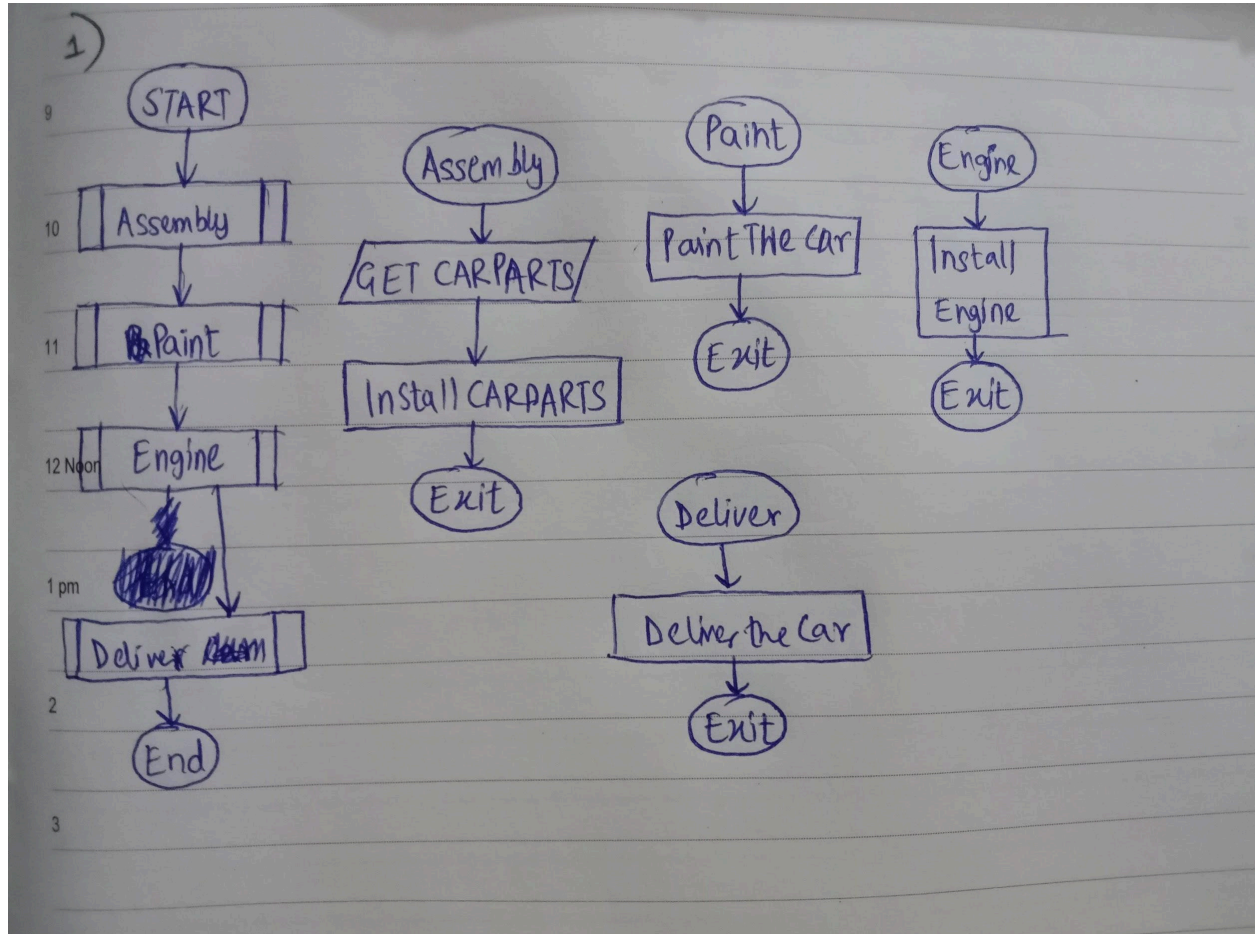 1)
START
Assembly
Paint
Engine
Deliver
End
Assembly
GET CARPARTS
Install CARPARTS
Exit
Paint
Paint THe Car
Exit
Engine
Install
Engine
Exit
Deliver
Deliver the Car
Exit
9
10
11
12 Noon
1 pm
2
3